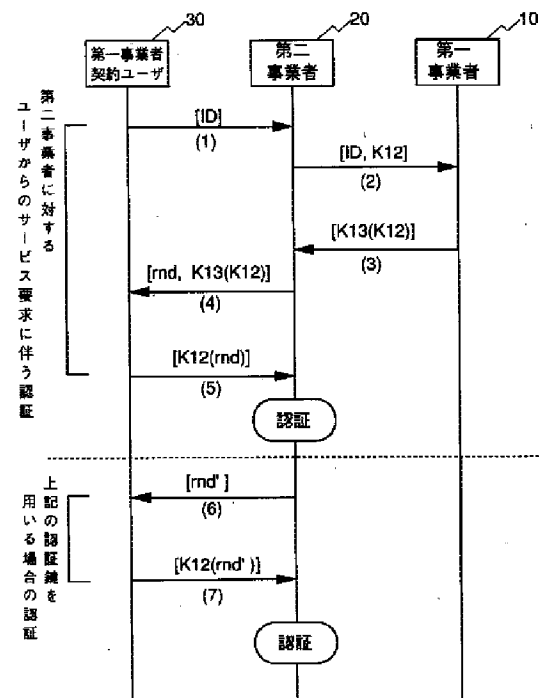 30
20
10
第一事業者
契約ユーザ
第二
事業者
第一
事業者
第二事業者に対する
ユーザからのサービス要求に伴う認証
[ID]
(1)
[ID, K12]
(2)
[K13(K12)]
(3)
[rnd, K13(K12)]
(4)
[K12(rnd)]
(5)
認証
上記の認証鍵を
用いる場合の認証
[rnd' ]
(6)
[K12(rnd' )]
(7)
認証